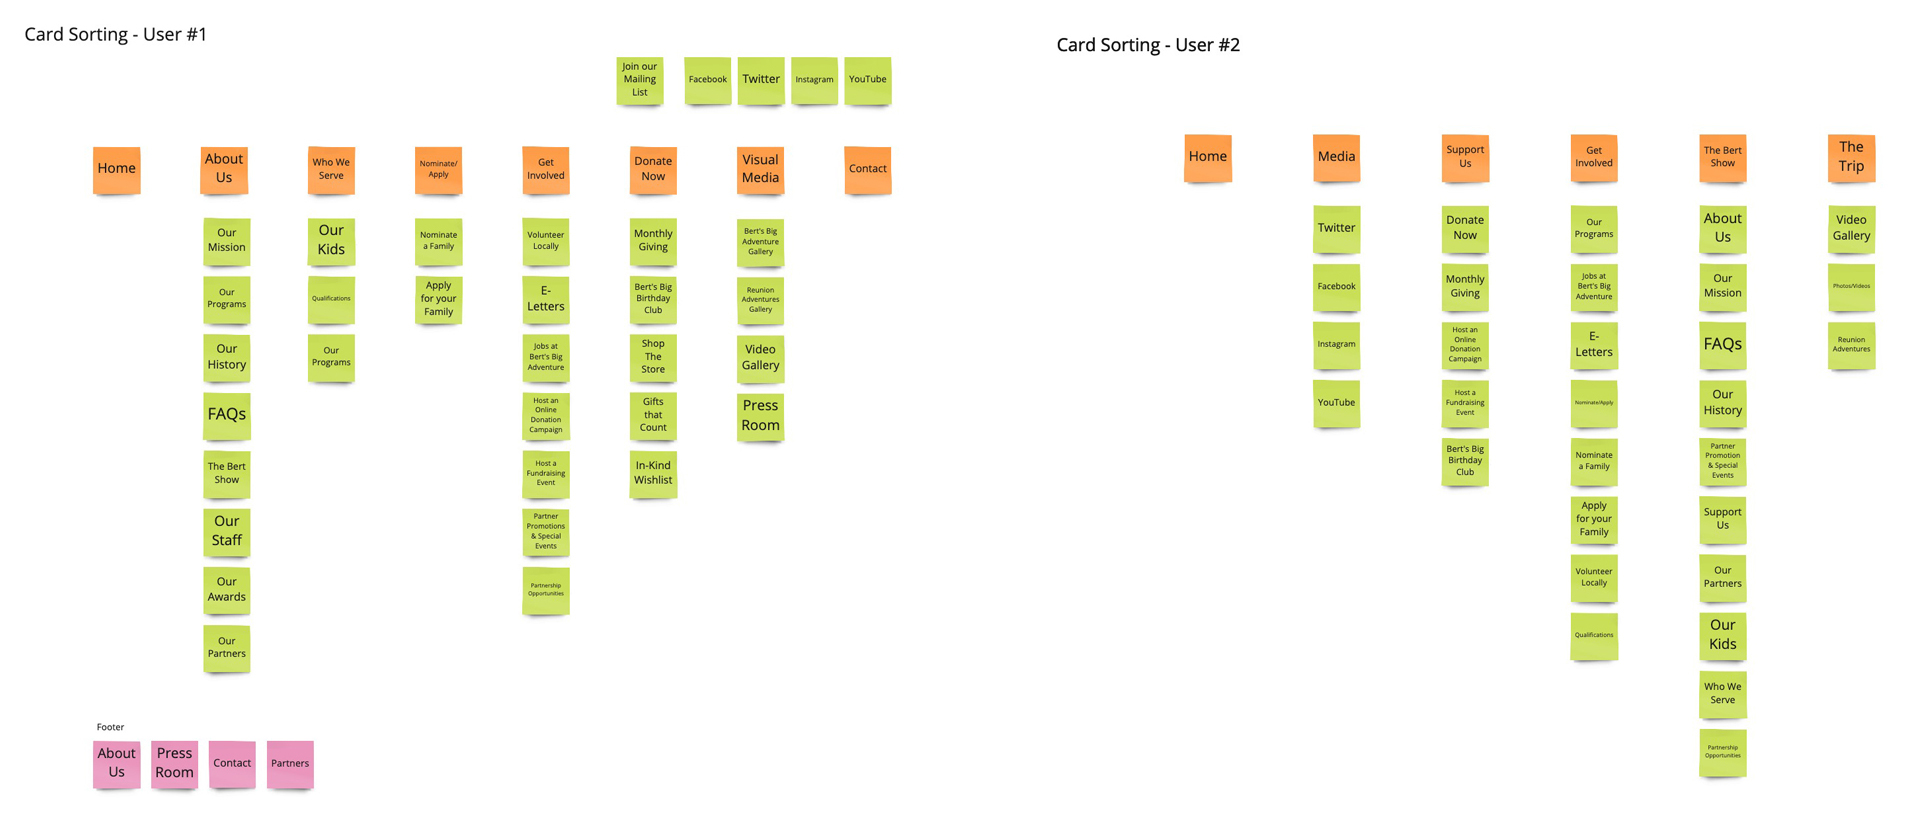 Card Sorting - User #1
Join our
Mailing
List
Facebook
Twitter
Instagram
YouTube
Home
About
Us
Who We
Serve
Nominate/
Apply
Get
Involved
Donate
Now
Visual
Media
Contact
Our
Mission
Our
Programs
Our
History
FAQs
The Bert
Show
Our
Staff
Our
Awards
Our
Partners
Our
Kids
Qualifications
Our
Programs
Nominate
a Family
Apply
for your
Family
Volunteer
Locally
E-
Letters
Jobs at
Bert's Big
Adventure
Host an
Online
Donation
Campaign
Host a
Fundraising
Event
Partner
Promotions
& Special
Events
Partnership
Opportunities
Monthly
Giving
Bert's Big
Birthday
Club
Shop
The
Store
Gifts
that
Count
In-Kind
Wishlist
Bert's Big
Adventure
Gallery
Reunion
Adventures
Gallery
Video
Gallery
Press
Room
Footer
About
Us
Press
Room
Contact
Partners
Card Sorting - User #2
Home
Media
Support
Us
Get
Involved
The Bert
Show
The
Trip
Twitter
Facebook
Instagram
YouTube
Donate
Now
Monthly
Giving
Host an
Online
Donation
Campaign
Host a
Fundraising
Event
Bert's Big
Birthday
Club
Our
Programs
Jobs at
Bert's Big
Adventure
E-
Letters
Nominate/Apply
Nominate
a Family
Apply
for your
Family
Volunteer
Locally
Qualifications
About
Us
Our
Mission
FAQs
Our
History
Partner
Promotion
& Special
Events
Support
Us
Our
Partners
Our
Kids
Who We
Serve
Partnership
Opportunities
Video
Gallery
Photos/Videos
Reunion
Adventures